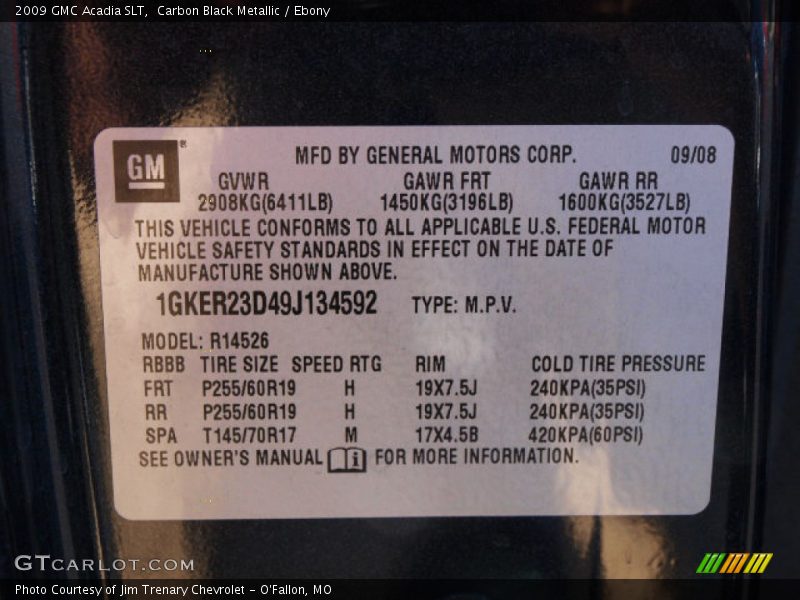 2009 GMC Acadia SLT,  Carbon Black Metallic / Ebony
GM ®
MFD BY GENERAL MOTORS CORP. 09/08
GVWR GAWR FRT GAWR RR
2908KG(6411LB) 1450KG(3196LB) 1600KG(3527LB)
THIS VEHICLE CONFORMS TO ALL APPLICABLE U.S. FEDERAL MOTOR
VEHICLE SAFETY STANDARDS IN EFFECT ON THE DATE OF
MANUFACTURE SHOWN ABOVE.
1GKER23D49J134592 TYPE: M.P.V.
MODEL: R14526
RBBB TIRE SIZE SPEED RTG RIM COLD TIRE PRESSURE
FRT P255/60R19 H 19X7.5J 240KPA(35PSI)
RR P255/60R19 H 19X7.5J 240KPA(35PSI)
SPA T145/70R17 M 17X4.5B 420KPA(60PSI)
SEE OWNER'S MANUAL i FOR MORE INFORMATION.
GTCARLOT.COM
Photo Courtesy of Jim Trenary Chevrolet - O'Fallon, MO